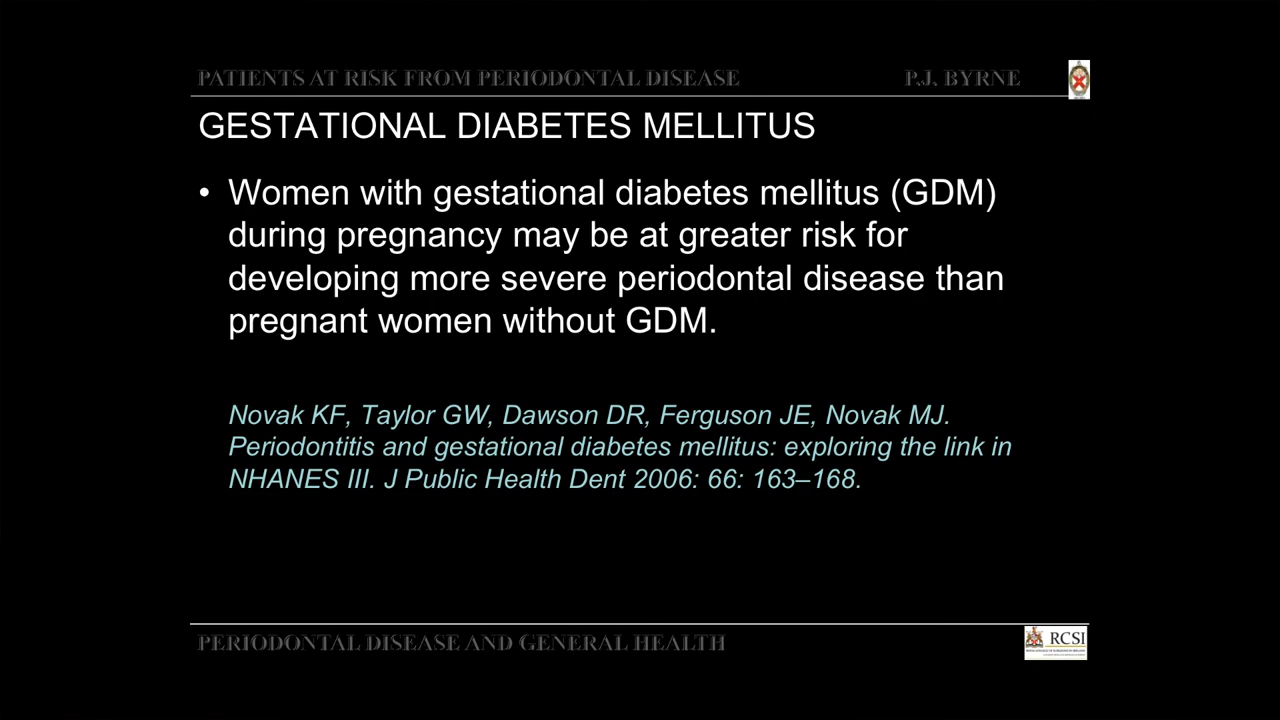 PATIENTS AT RISK FROM PERIODONTAL DISEASE P.J. BYRNE
GESTATIONAL DIABETES MELLITUS
• Women with gestational diabetes mellitus (GDM)
during pregnancy may be at greater risk for
developing more severe periodontal disease than
pregnant women without GDM.
Novak KF, Taylor GW, Dawson DR, Ferguson JE, Novak MJ.
Periodontitis and gestational diabetes mellitus: exploring the link in
NHANES III. J Public Health Dent 2006: 66: 163–168.
PERIODONTAL DISEASE AND GENERAL HEALTH
RCSI